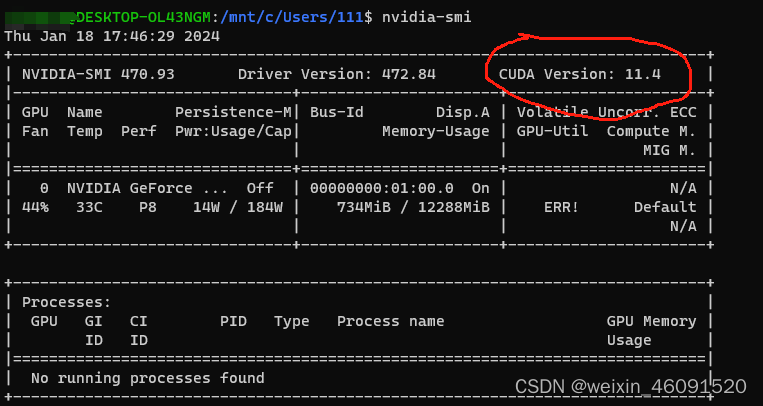 @DESKTOP-OL43NGM:/mnt/c/Users/111$ nvidia-smi
Thu Jan 18 17:46:29 2024
+-----------------------------------------------------------------------------+
| NVIDIA-SMI 470.93       Driver Version: 472.84       CUDA Version: 11.4     |
|-------------------------------+----------------------+----------------------+
| GPU  Name        Persistence-M| Bus-Id        Disp.A | Volatile Uncorr. ECC |
| Fan  Temp  Perf  Pwr:Usage/Cap|         Memory-Usage | GPU-Util  Compute M. |
|                               |                      |               MIG M. |
|===============================+======================+======================|
|   0  NVIDIA GeForce ...  Off  | 00000000:01:00.0  On |                  N/A |
| 44%   33C    P8    14W / 184W |    734MiB / 12288MiB |     ERR!     Default |
|                               |                      |                  N/A |
+-------------------------------+----------------------+----------------------+
+-----------------------------------------------------------------------------+
| Processes:                                                                  |
|  GPU   GI   CI        PID   Type   Process name                  GPU Memory |
|        ID   ID                                                   Usage      |
|=============================================================================|
|  No running processes found                                                 |
+-----------------------------------------------------------------------------+
CSDN @weixin_46091520